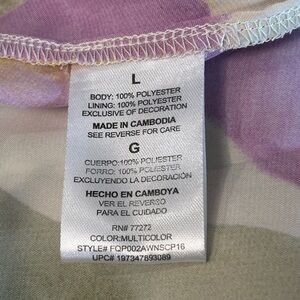 L
BODY: 100% POLYESTER
LINING: 100% POLYESTER
EXCLUSIVE OF DECORATION
MADE IN CAMBODIA
SEE REVERSE FOR CARE
G
CUERPO:100% POLIESTER
FORRO: 100% POLIESTER
EXCLUYENDO LA DECORACIÓN
HECHO EN CAMBOYA
VER EL REVERSO
PARA EL CUIDADO
RN# 77272
COLOR:MULTICOLOR
STYLE# FQP002AWNSCP16
UPC# 197347893089